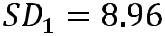 SD₁ = 8.96